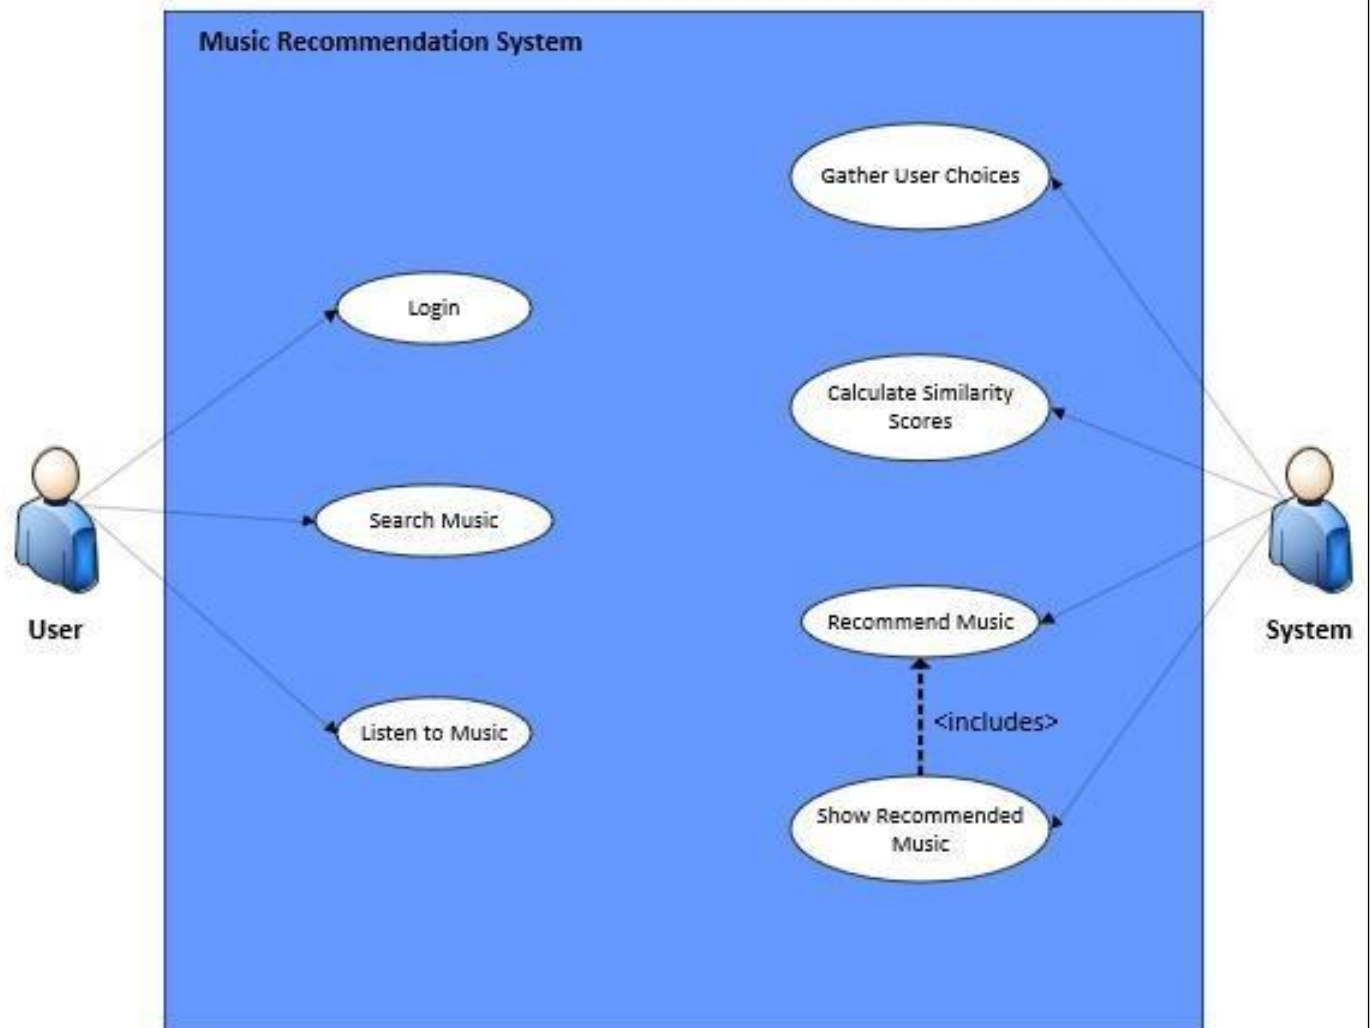 Music Recommendation System
Gather User Choices
Login
Calculate Similarity
Scores
Search Music
User
Recommend Music
System
<includes>
Listen to Music
Show Recommended
Music